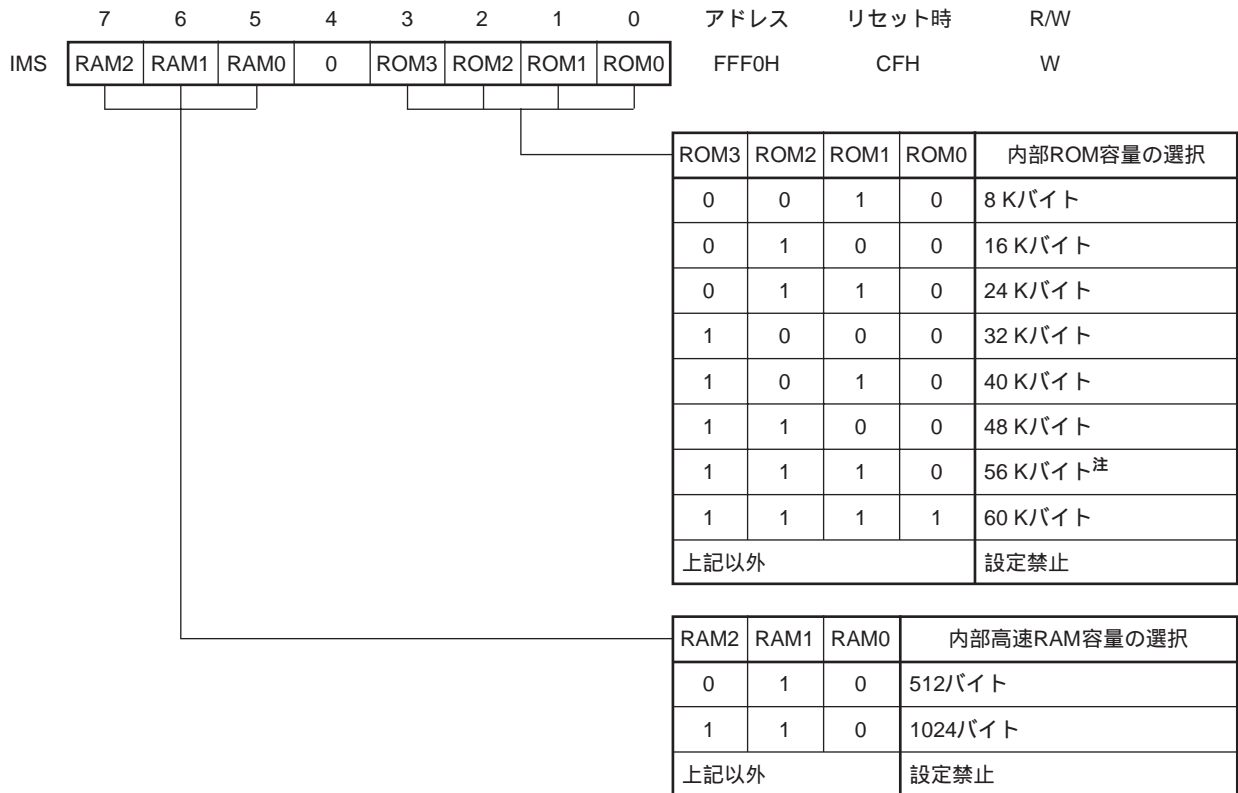 7 6 5 4 3 2 1 0 アドレス リセット時 R/W
IMS RAM2 RAM1 RAM0 0 ROM3 ROM2 ROM1 ROM0 FFF0H CFH W
ROM3 ROM2 ROM1 ROM0 内部ROM容量の選択
0 0 1 0 8 Kバイト
0 1 0 0 16 Kバイト
0 1 1 0 24 Kバイト
1 0 0 0 32 Kバイト
1 0 1 0 40 Kバイト
1 1 0 0 48 Kバイト
1 1 1 0 56 Kバイト注
1 1 1 1 60 Kバイト
上記以外 設定禁止
RAM2 RAM1 RAM0 内部高速RAM容量の選択
0 1 0 512バイト
1 1 0 1024バイト
上記以外 設定禁止